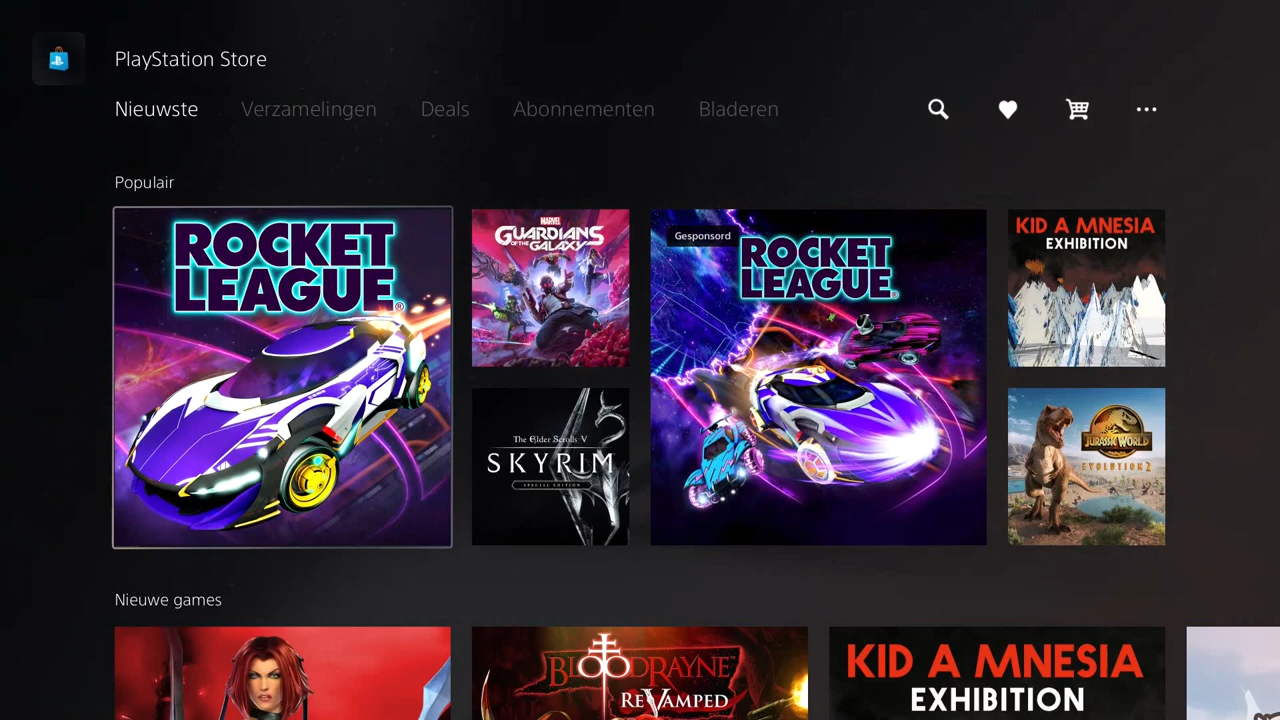 PlayStation Store
Nieuwste
Verzamelingen
Deals
Abonnementen
Bladeren
Populair
ROCKET
LEAGUE®
MARVEL
GUARDIANS
OF THE GALAXY
Gesponsord
ROCKET
LEAGUE®
KID A MNESIA
EXHIBITION
The Elder Scrolls V
SKYRIM
SPECIAL EDITION
JURASSIC WORLD
EVOLUTION 2
Nieuwe games
BLOODRAYNE
REVAMPED
KID A MNESIA
EXHIBITION